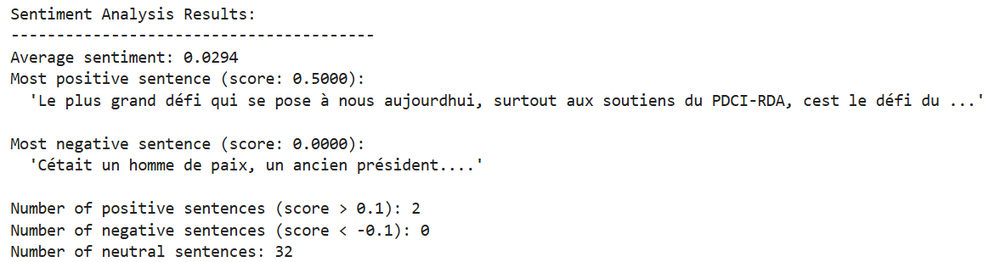 Sentiment Analysis Results:
----------------------------------------
Average sentiment: 0.0294
Most positive sentence (score: 0.5000):
'Le plus grand défi qui se pose à nous aujourdhui, surtout aux soutiens du PDCI-RDA, cest le défi du ...'
Most negative sentence (score: 0.0000):
'Cétait un homme de paix, un ancien président....'
Number of positive sentences (score > 0.1): 2
Number of negative sentences (score < -0.1): 0
Number of neutral sentences: 32